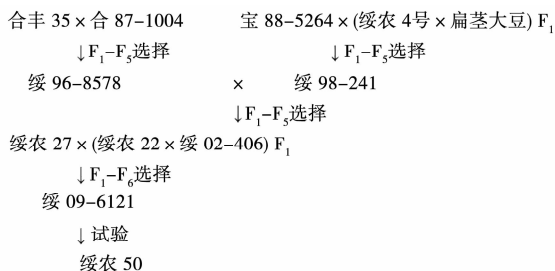 合丰 35×合 87-1004 宝 88-5264×(绥农 4号×扁茎大豆) F₁
↓F₁-F₅选择 ↓F₁-F₅选择
绥 96-8578 × 绥 98-241
↓F₁-F₅选择
绥农 27×(绥农 22×绥 02-406) F₁
↓F₁-F₆选择
绥 09-6121
↓试验
绥农 50